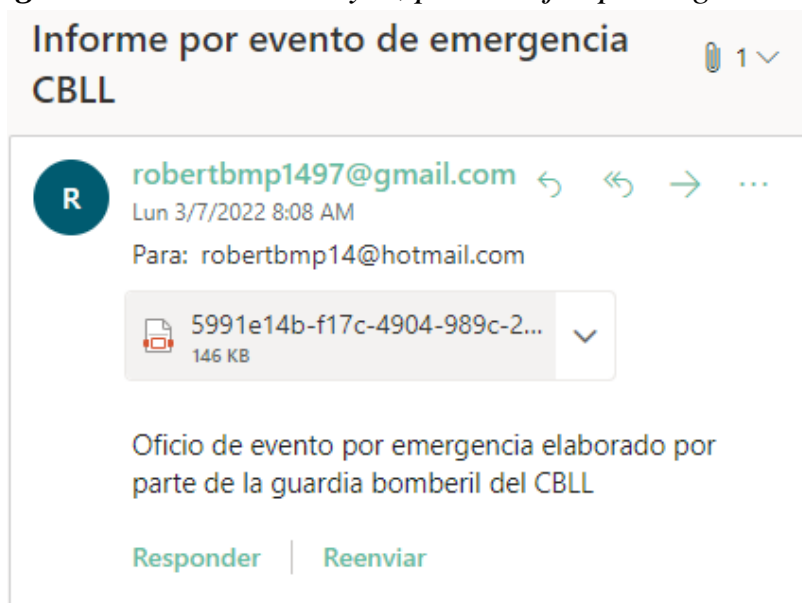 Informe por evento de emergencia
CBLL
1
R
robertbmp1497@gmail.com
Lun 3/7/2022 8:08 AM
Para: robertbmp14@hotmail.com
5991e14b-f17c-4904-989c-2...
146 KB
Oficio de evento por emergencia elaborado por
parte de la guardia bomberil del CBLL
Responder
Reenviar